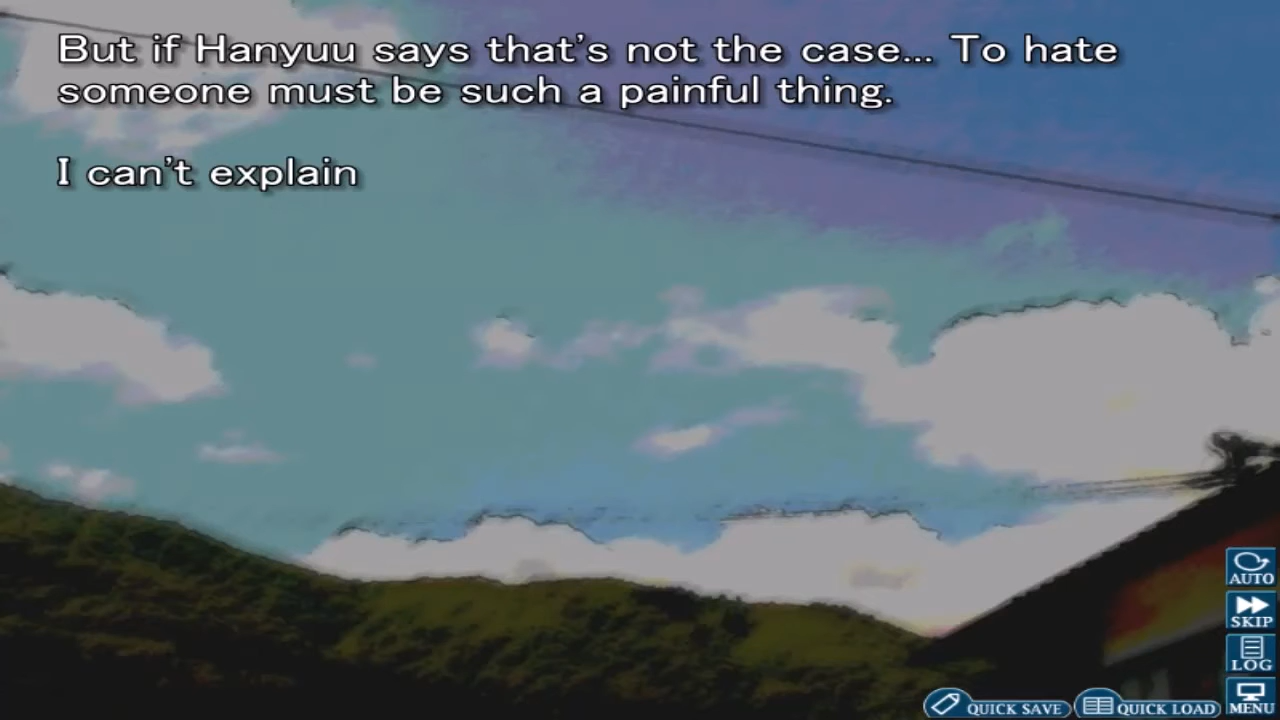 But if Hanyuu says that's not the case... To hate
someone must be such a painful thing.
I can't explain
AUTO
SKIP
LOG
MENU
QUICK SAVE
QUICK LOAD